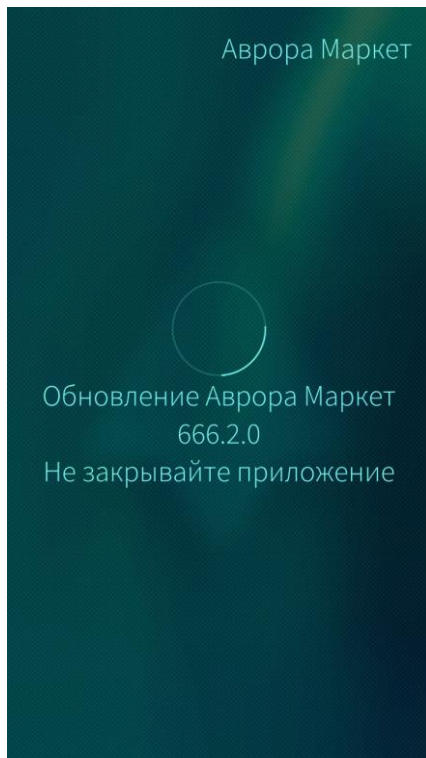 Аврора Маркет
Обновление Аврора Маркет
666.2.0
Не закрывайте приложение